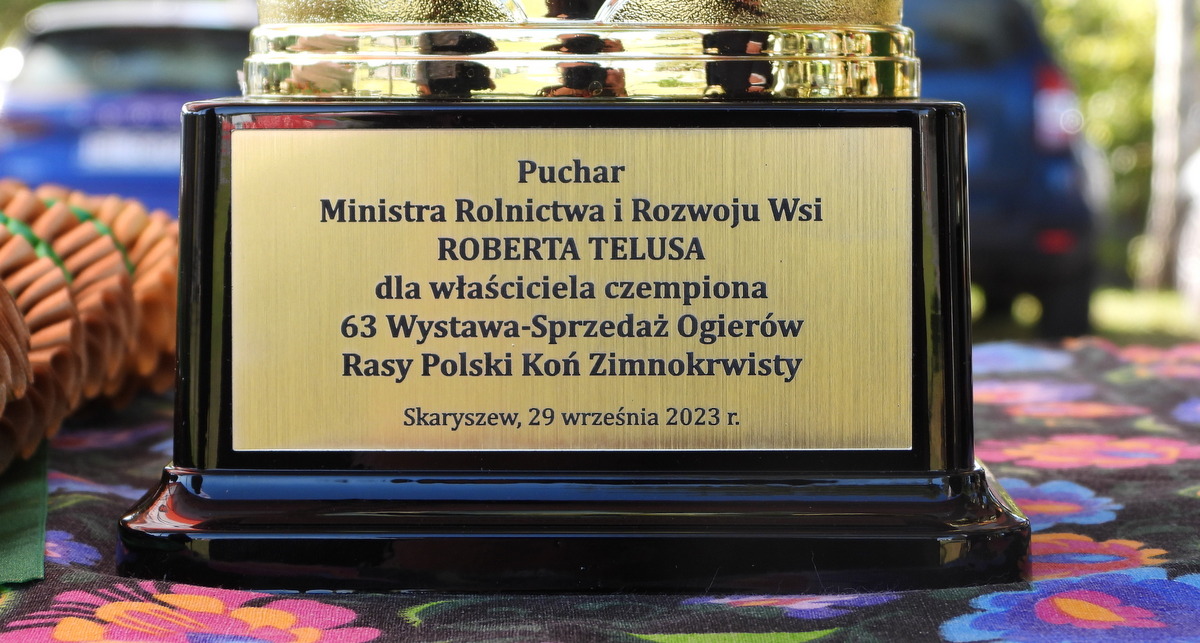 Puchar
Ministra Rolnictwa i Rozwoju Wsi
ROBERTA TELUSA
dla właściciela czempiona
63 Wystawa-Sprzedaż Ogierów
Rasy Polski Koń Zimnokrwisty
Skaryszew, 29 września 2023 r.